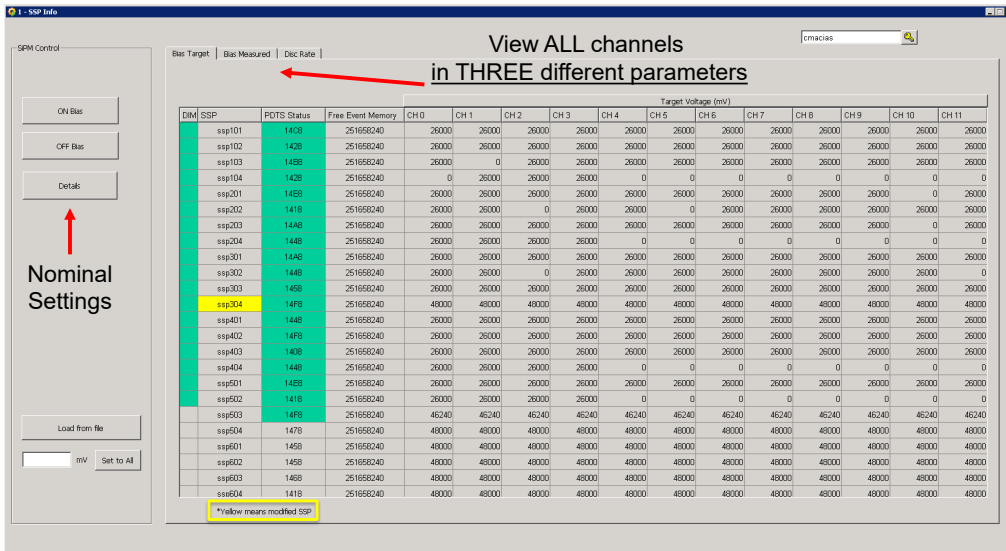 1 - SSP Info
View ALL channels
in THREE different parameters
cmacias
SiPM Control
ON Bias
OFF Bias
Details
Nominal
Settings
Load from file
mV Set to All
Bias Target Bias Measured Disc Rate
Target Voltage (mV)
DIM SSP PDTS Status Free Event Memory CH 0 CH 1 CH 2 CH 3 CH 4 CH 5 CH 6 CH 7 CH 8 CH 9 CH 10 CH 11
ssp101 14C8 251658240 26000 26000 26000 26000 26000 26000 26000 26000 26000 26000 26000 26000
ssp102 1428 251658240 26000 26000 26000 26000 26000 26000 26000 26000 26000 26000 26000 26000
ssp103 14B8 251658240 26000 0 26000 26000 26000 26000 26000 26000 26000 26000 26000 26000
ssp104 1428 251658240 0 26000 26000 26000 0 0 0 0 0 0 0 0
ssp201 14E8 251658240 26000 26000 26000 26000 26000 26000 26000 26000 26000 26000 0 26000
ssp202 1418 251658240 26000 26000 0 26000 26000 0 26000 26000 26000 26000 26000 26000
ssp203 14A8 251658240 26000 26000 26000 26000 26000 26000 26000 26000 26000 26000 0 26000
ssp204 1448 251658240 26000 26000 26000 26000 0 0 0 0 0 0 0 0
ssp301 14A8 251658240 26000 26000 26000 26000 26000 26000 26000 26000 26000 26000 26000 26000
ssp302 1448 251658240 26000 26000 0 26000 26000 26000 26000 26000 26000 26000 26000 0
ssp303 1458 251658240 26000 26000 26000 26000 26000 26000 26000 26000 26000 26000 26000 26000
ssp304 14F8 251658240 48000 48000 48000 48000 48000 48000 48000 48000 48000 48000 48000 48000
ssp401 1448 251658240 26000 26000 26000 26000 26000 26000 26000 26000 26000 26000 26000 26000
ssp402 14F8 251658240 26000 26000 26000 26000 26000 26000 26000 26000 26000 26000 26000 26000
ssp403 1408 251658240 26000 26000 26000 26000 26000 26000 26000 26000 26000 26000 26000 26000
ssp404 1448 251658240 26000 26000 26000 26000 0 0 0 0 0 0 0 0
ssp501 14E8 251658240 26000 26000 26000 26000 26000 26000 26000 26000 26000 26000 26000 26000
ssp502 1418 251658240 26000 26000 26000 26000 0 0 0 0 0 0 0 0
ssp503 14F8 251658240 46240 46240 46240 46240 46240 46240 46240 46240 46240 46240 46240 46240
ssp504 1478 251658240 48000 48000 48000 48000 48000 48000 48000 48000 48000 48000 48000 48000
ssp601 1458 251658240 48000 48000 48000 48000 48000 48000 48000 48000 48000 48000 48000 48000
ssp602 1458 251658240 48000 48000 48000 48000 48000 48000 48000 48000 48000 48000 48000 48000
ssp603 1468 251658240 48000 48000 48000 48000 48000 48000 48000 48000 48000 48000 48000 48000
ssp604 1418 251658240 48000 48000 48000 48000 48000 48000 48000 48000 48000 48000 48000 48000
*Yellow means modified SSP